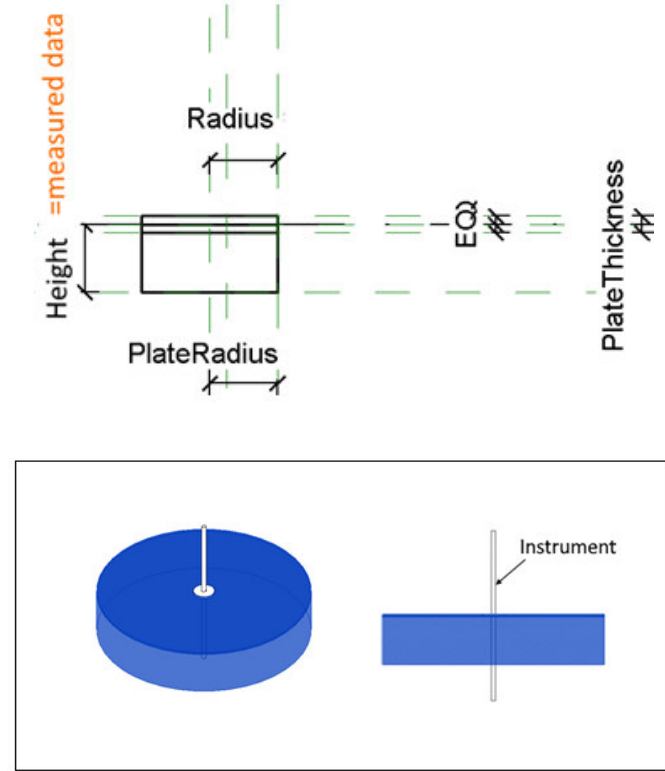 Height =measured data
Radius
EQ
PlateThickness
PlateRadius
Instrument